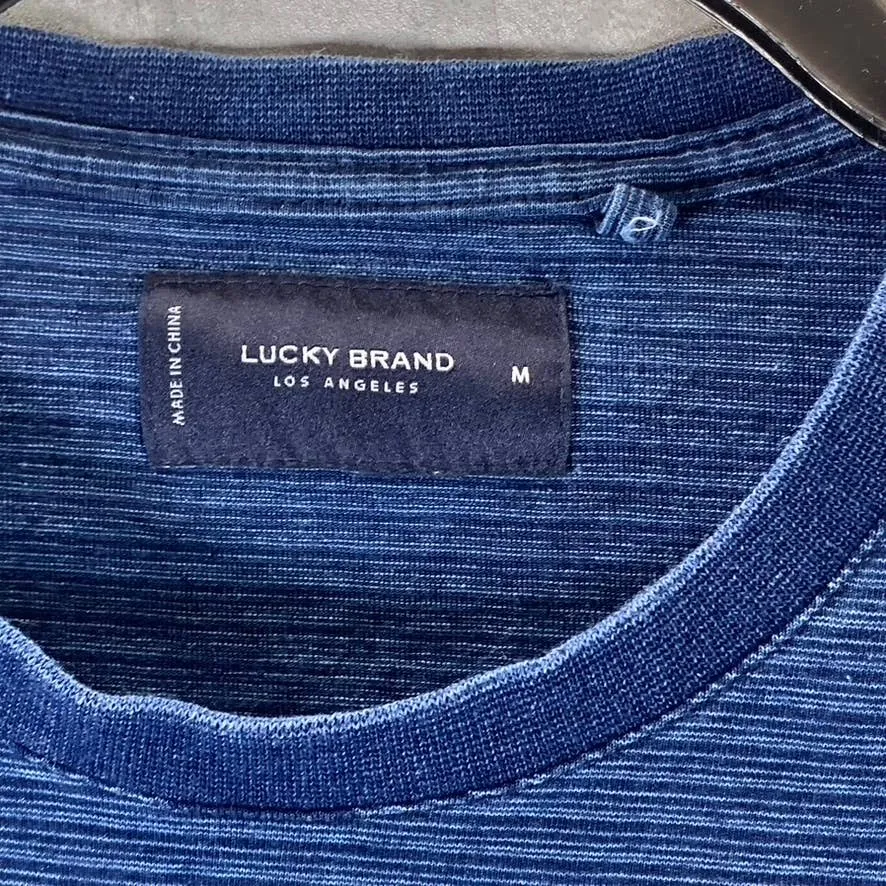 MADE IN CHINA
LUCKY BRAND
LOS ANGELES
M